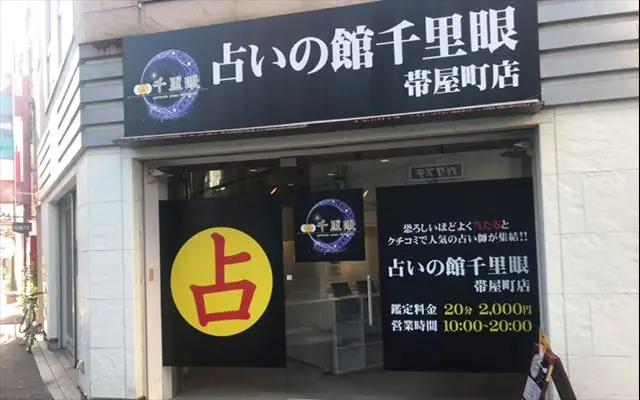 占いの館千里眼
帯屋町店
千里眼
占
千里眼
恐ろしいほどよく当たると
クチコミで人気の占い師が集結!!
占いの館千里眼
帯屋町店
鑑定料金 20分 2,000円
営業時間 10:00~20:00